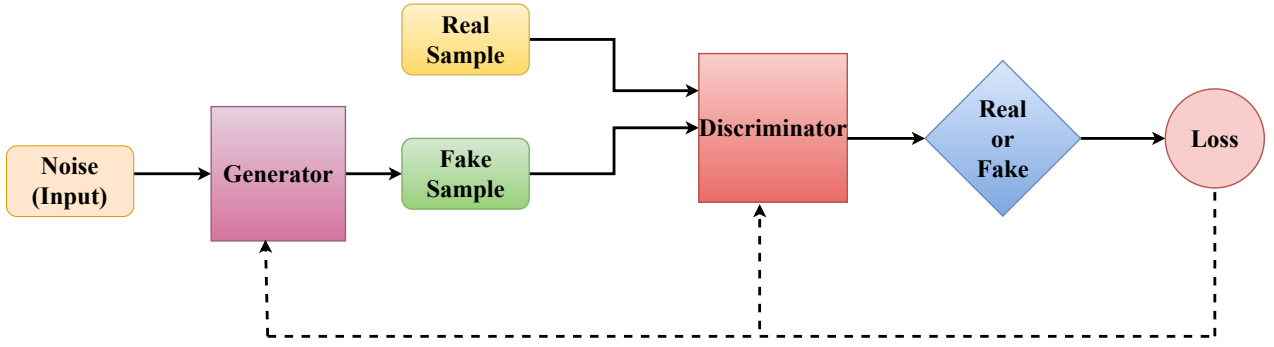 Real
Sample
Noise
(Input)
Generator
Fake
Sample
Discriminator
Real
or
Fake
Loss